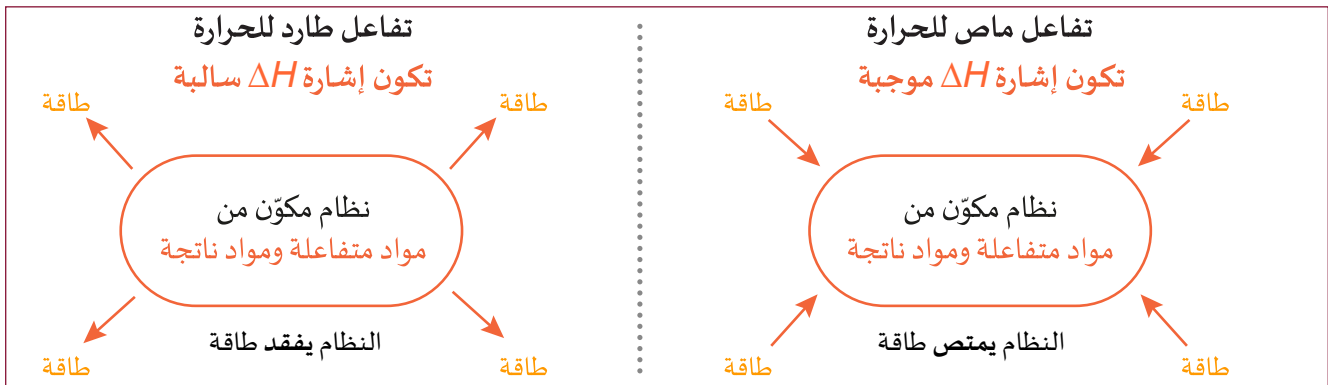 تفاعل ماص للحرارة
تكون إشارة ΔH موجبة
طاقة
طاقة
نظام مكوّن من
مواد متفاعلة ومواد ناتجة
النظام يمتص طاقة
طاقة
طاقة
تفاعل طارد للحرارة
تكون إشارة ΔH سالبة
طاقة
طاقة
نظام مكوّن من
مواد متفاعلة ومواد ناتجة
النظام يفقد طاقة
طاقة
طاقة